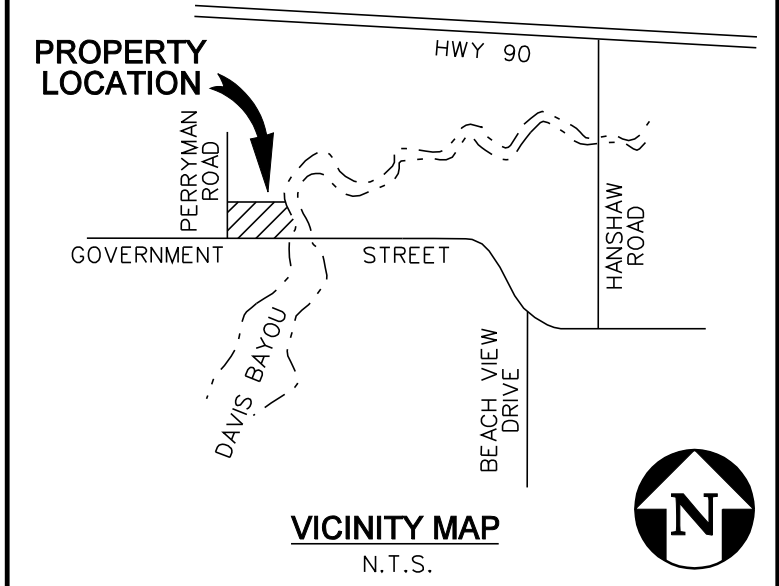 HWY 90
PROPERTY
LOCATION
PERRYMAN
ROAD
HANSHAW
ROAD
GOVERNMENT STREET
DAVIS BAYOU
BEACH VIEW
DRIVE
VICINITY MAP
N.T.S.
N